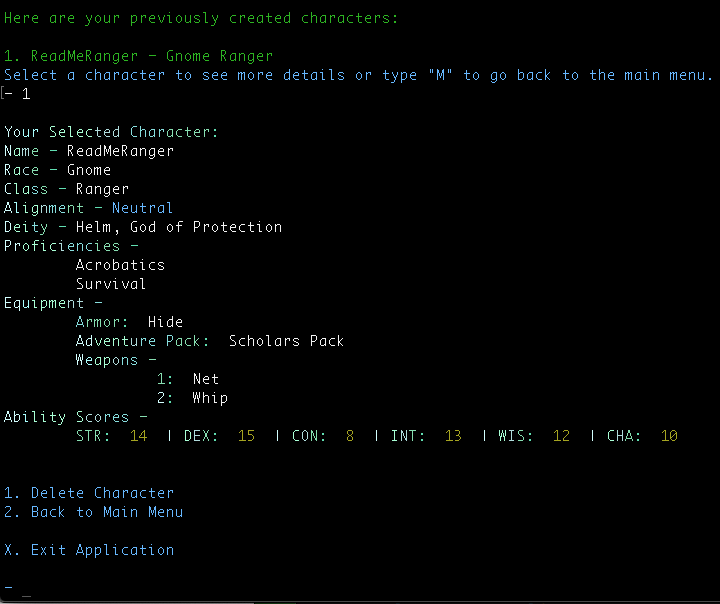 Here are your previously created characters:
1. ReadMeRanger - Gnome Ranger
Select a character to see more details or type "M" to go back to the main menu.
- 1
Your Selected Character:
Name - ReadMeRanger
Race - Gnome
Class - Ranger
Alignment - Neutral
Deity - Helm, God of Protection
Proficiencies -
Acrobatics
Survival
Equipment -
Armor:  Hide
Adventure Pack:  Scholars Pack
Weapons -
1:  Net
2:  Whip
Ability Scores -
STR:  14  | DEX:  15  | CON:  8  | INT:  13  | WIS:  12  | CHA:  10
1. Delete Character
2. Back to Main Menu
X. Exit Application
- _